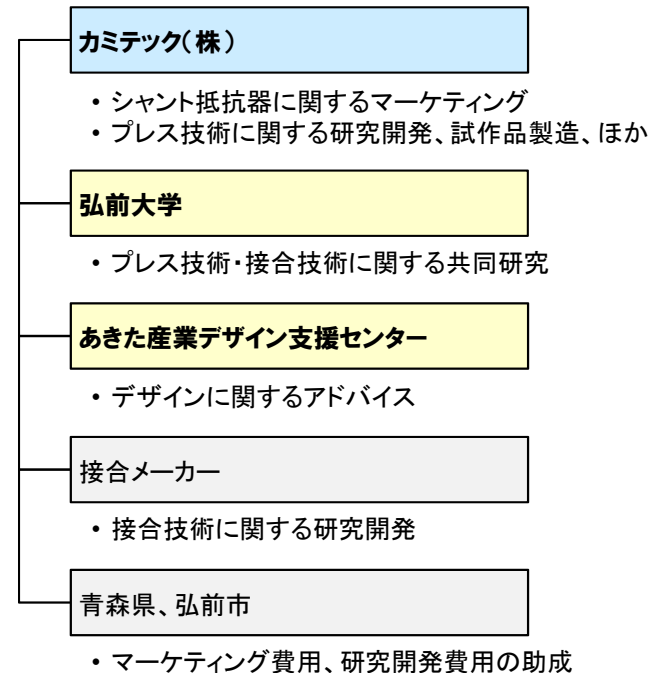 カミテック(株)
• シャント抵抗器に関するマーケティング
• プレス技術に関する研究開発、試作品製造、ほか
弘前大学
• プレス技術・接合技術に関する共同研究
あきた産業デザイン支援センター
• デザインに関するアドバイス
接合メーカー
• 接合技術に関する研究開発
青森県、弘前市
• マーケティング費用、研究開発費用の助成